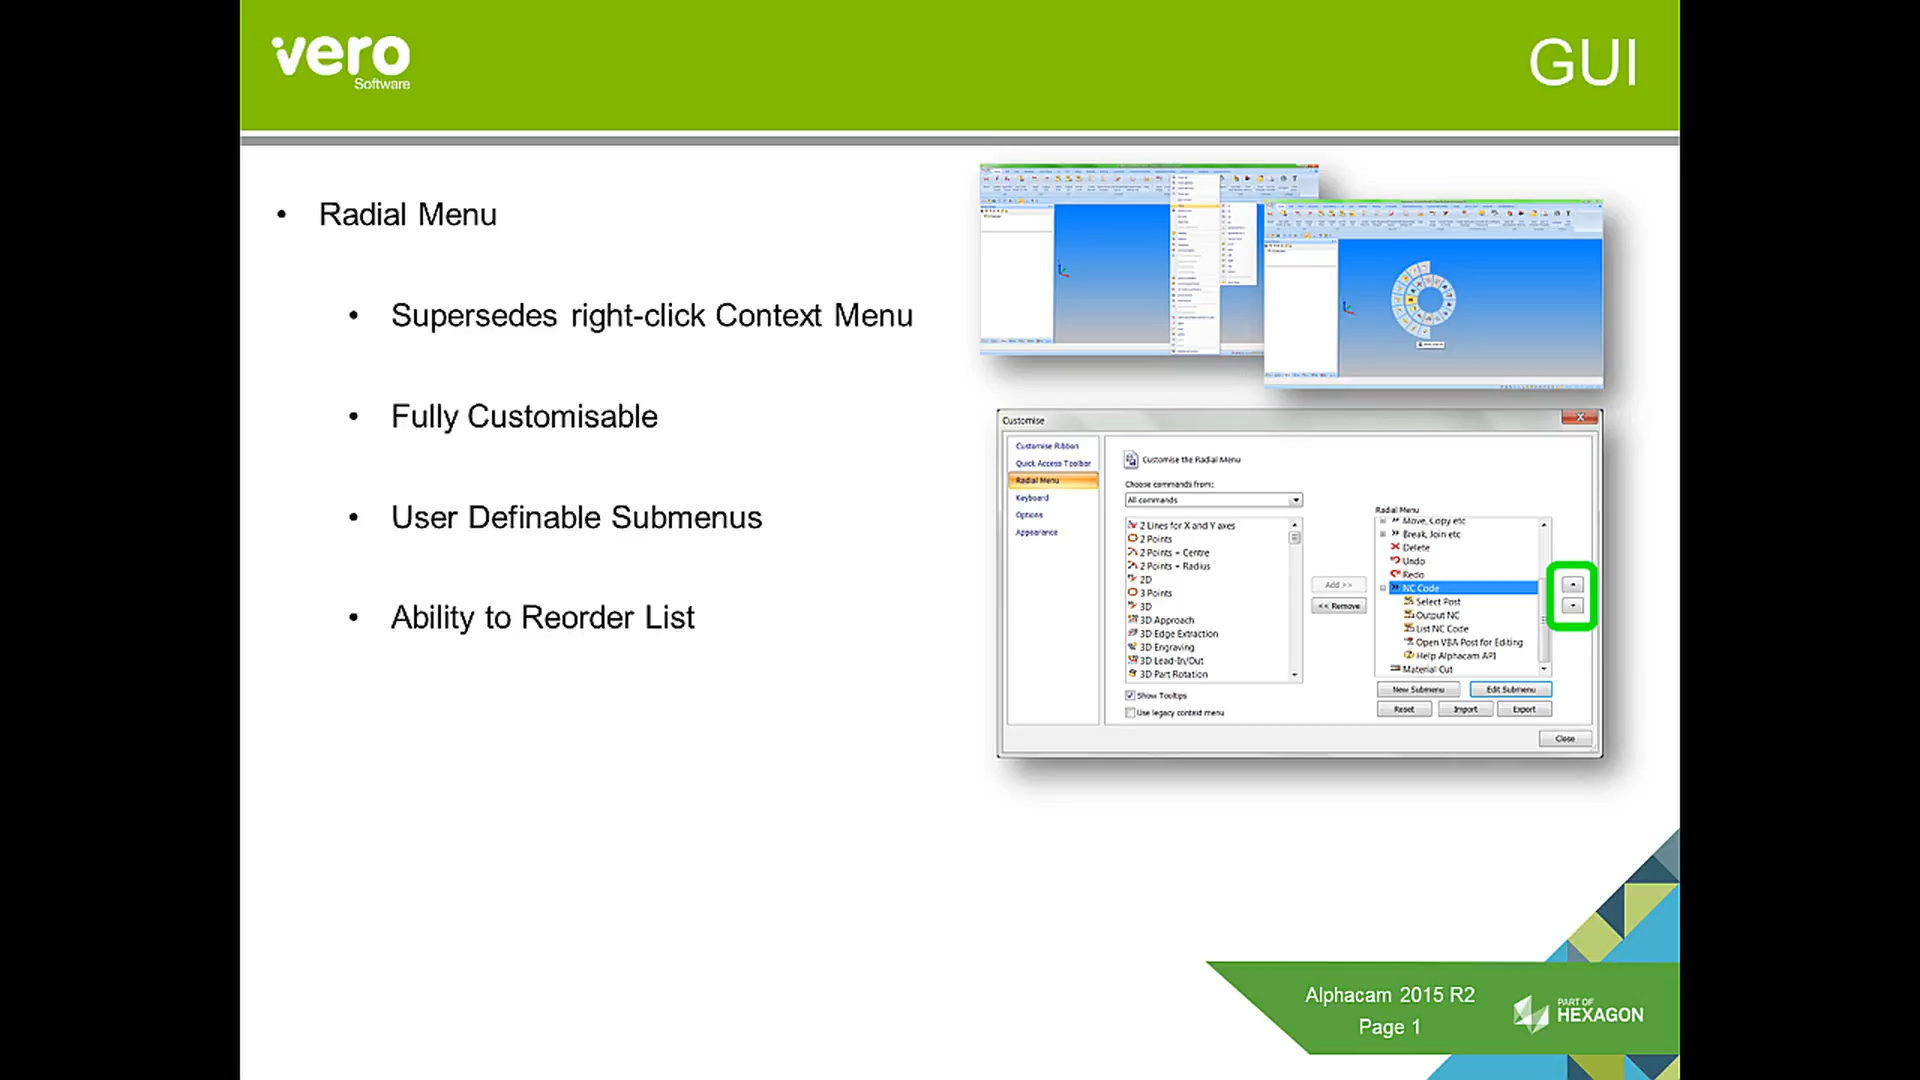 vero
Software
GUI
• Radial Menu
• Supersedes right-click Context Menu
• Fully Customisable
• User Definable Submenus
• Ability to Reorder List
Customise
Customise Ribbon
Quick Access Toolbar
Radial Menu
Keyboard
Options
Appearance
Customise the Radial Menu
Choose commands from:
All commands
2 Lines for X and Y axes
2 Points
2 Points + Centre
2 Points + Radius
2D
3 Points
3D
3D Approach
3D Edge Extraction
3D Engraving
3D Lead-In/Out
3D Part Rotation
Show Tooltips
Use legacy context menu
Add >>
<< Remove
Radial Menu
Move, Copy etc
Break, Join etc
Delete
Undo
Redo
NC Code
Select Post
Output NC
List NC Code
Open VBA Post for Editing
Help Alphacam API
Material Cut
New Submenu
Edit Submenu
Reset
Import
Export
Close
Alphacam 2015 R2
Page 1
PART OF
HEXAGON